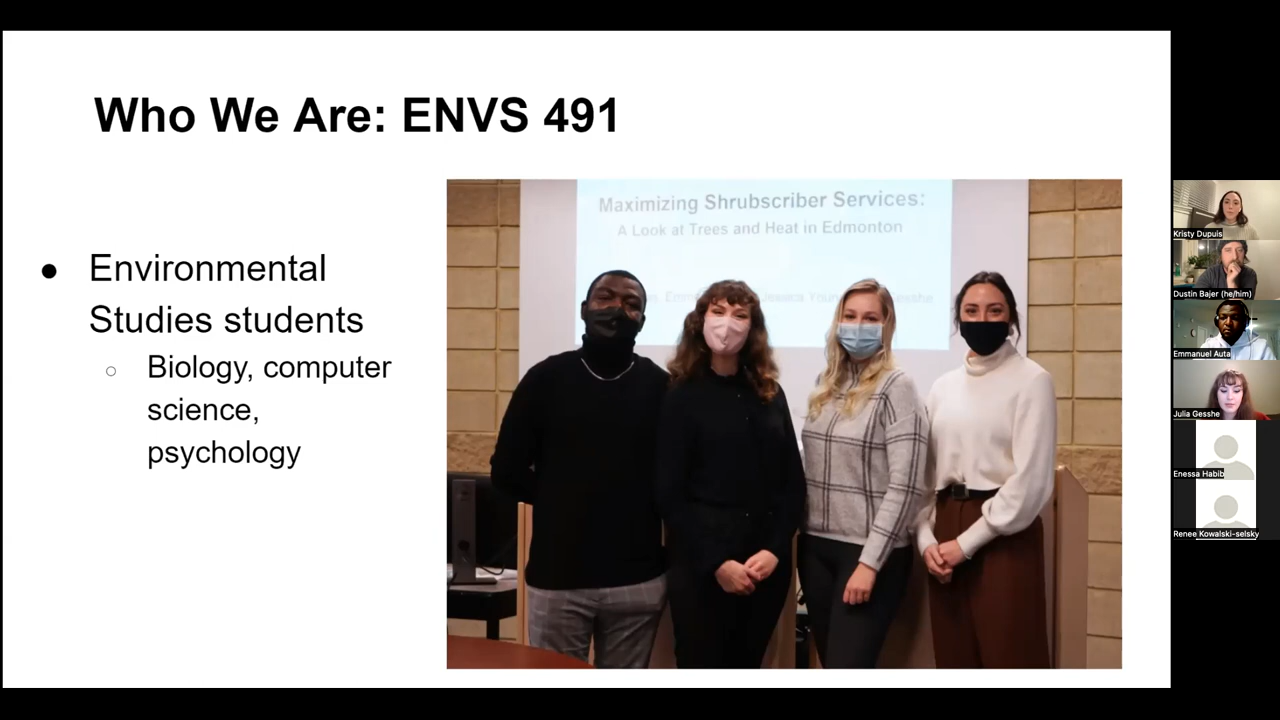 Who We Are: ENVS 491
● Environmental
Studies students
○ Biology, computer
science,
psychology
Maximizing Shrubscriber Services:
A Look at Trees and Heat in Edmonton
Kristy Dupuis
Dustin Bajer (he/him)
Emmanuel Auta
Julia Gesshe
Enessa Habib
Renee Kowalski-selsky